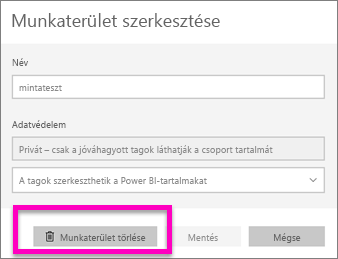 Munkaterület szerkesztése
Név
mintateszt
Adatvédelem
Privát – csak a jóváhagyott tagok láthatják a csoport tartalmát
A tagok szerkeszthetik a Power BI-tartalmakat
Munkaterület törlése Mentés Mégse